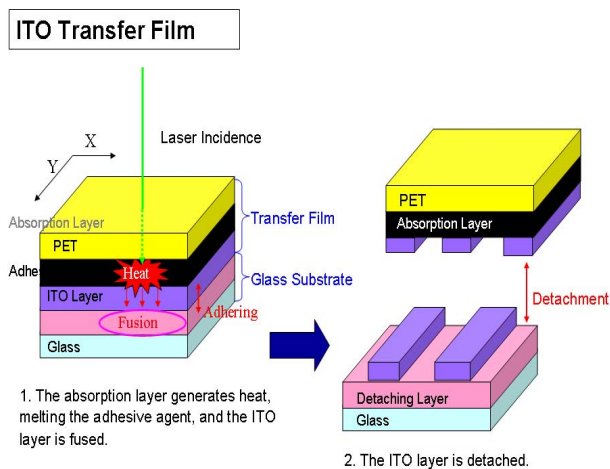 ITO Transfer Film
Laser Incidence
X
Y
Absorption Layer
Transfer Film
PET
Heat
Glass Substrate
ITO Layer
Adhering
Fusion
Glass
1. The absorption layer generates heat,
melting the adhesive agent, and the ITO
layer is fused.
PET
Absorption Layer
Detachment
Detaching Layer
Glass
2. The ITO layer is detached.